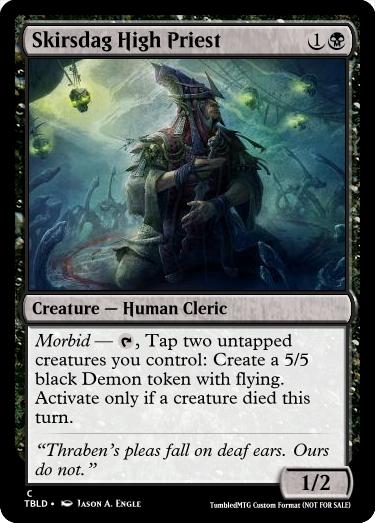 Skirsdag High Priest 1
Creature — Human Cleric
Morbid — , Tap two untapped
creatures you control: Create a 5/5
black Demon token with flying.
Activate only if a creature died this
turn.
“Thraben’s pleas fall on deaf ears. Ours
do not.”
1/2
C
TBLD • Jason A. Engle
TumbledMTG Custom Format (NOT FOR SALE)